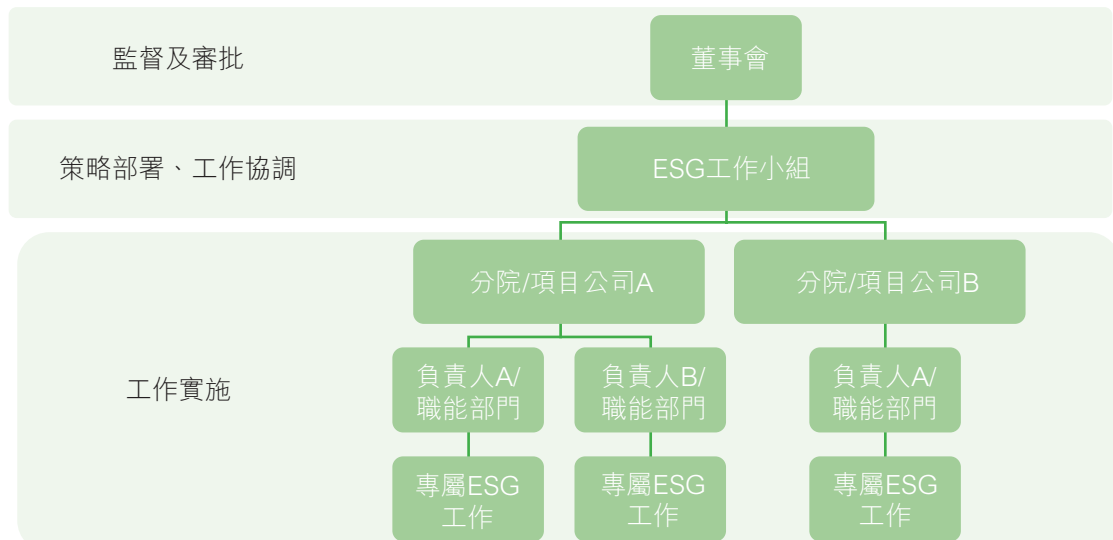 監督及審批
董事會
策略部署、工作協調
ESG工作小組
分院/項目公司A
分院/項目公司B
工作實施
負責人A/
職能部門
負責人B/
職能部門
負責人A/
職能部門
專屬ESG
工作
專屬ESG
工作
專屬ESG
工作